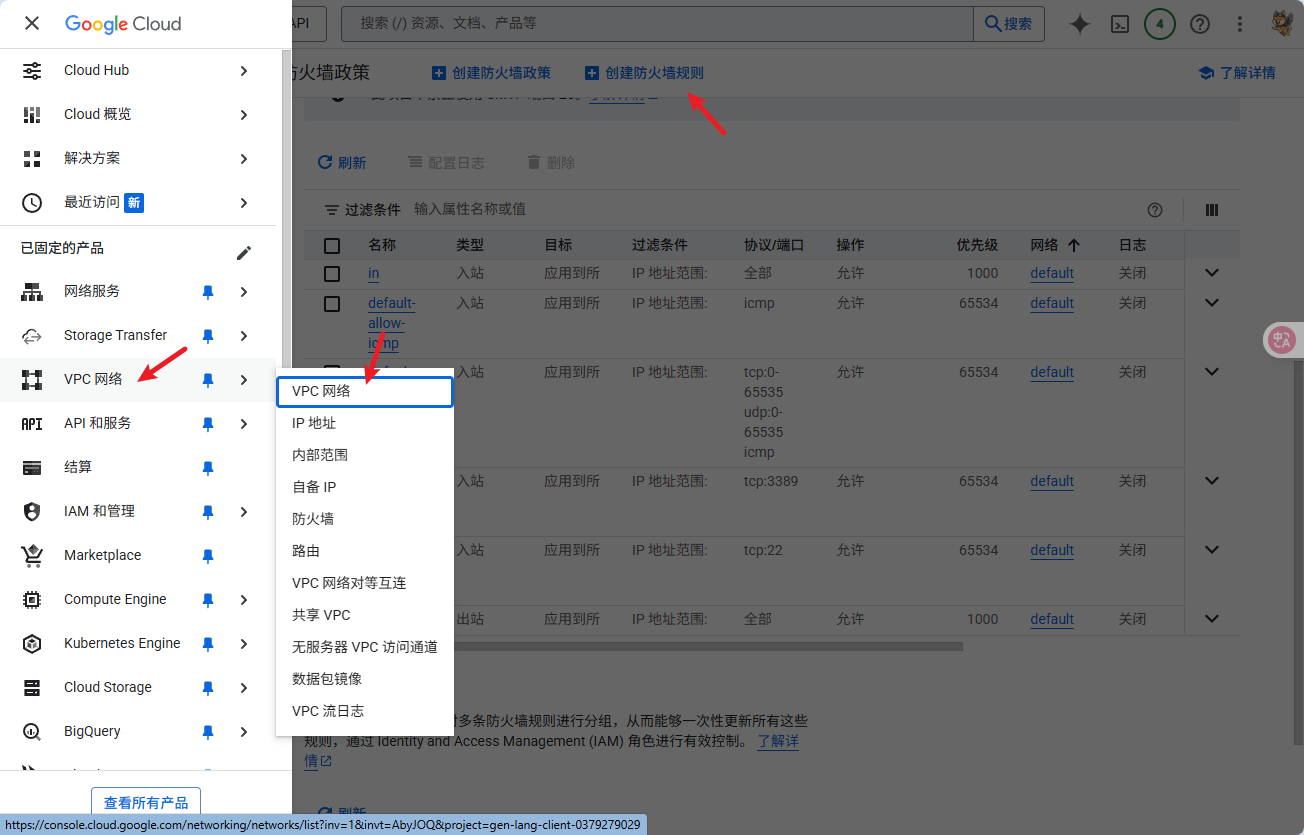 Google Cloud
API
搜索 (/) 资源、文档、产品等
搜索
4
Cloud Hub
Cloud 概览
解决方案
最近访问 新
已固定的产品
网络服务
Storage Transfer
VPC 网络
API 和服务
结算
IAM 和管理
Marketplace
Compute Engine
Kubernetes Engine
Cloud Storage
BigQuery
查看所有产品
VPC 网络
IP 地址
内部范围
自备 IP
防火墙
路由
VPC 网络对等互连
共享 VPC
无服务器 VPC 访问通道
数据包镜像
VPC 流日志
防火墙政策
创建防火墙政策
创建防火墙规则
了解详情
刷新
配置日志
删除
过滤条件 输入属性名称或值
名称 类型 目标 过滤条件 协议/端口 操作 优先级 网络 日志
in 入站 应用到所 IP 地址范围: 全部 允许 1000 default 关闭
default-allow-icmp 入站 应用到所 IP 地址范围: icmp 允许 65534 default 关闭
入站 应用到所 IP 地址范围: tcp:0-65535 udp:0-65535 icmp 允许 65534 default 关闭
入站 应用到所 IP 地址范围: tcp:3389 允许 65534 default 关闭
入站 应用到所 IP 地址范围: tcp:22 允许 65534 default 关闭
出站 应用到所 IP 地址范围: 全部 允许 1000 default 关闭
多条防火墙规则进行分组，从而能够一次性更新所有这些
规则，通过 Identity and Access Management (IAM) 角色进行有效控制。 了解详
情
刷新
https://console.cloud.google.com/networking/networks/list?inv=1&invt=AbyJOQ&project=gen-lang-client-0379279029